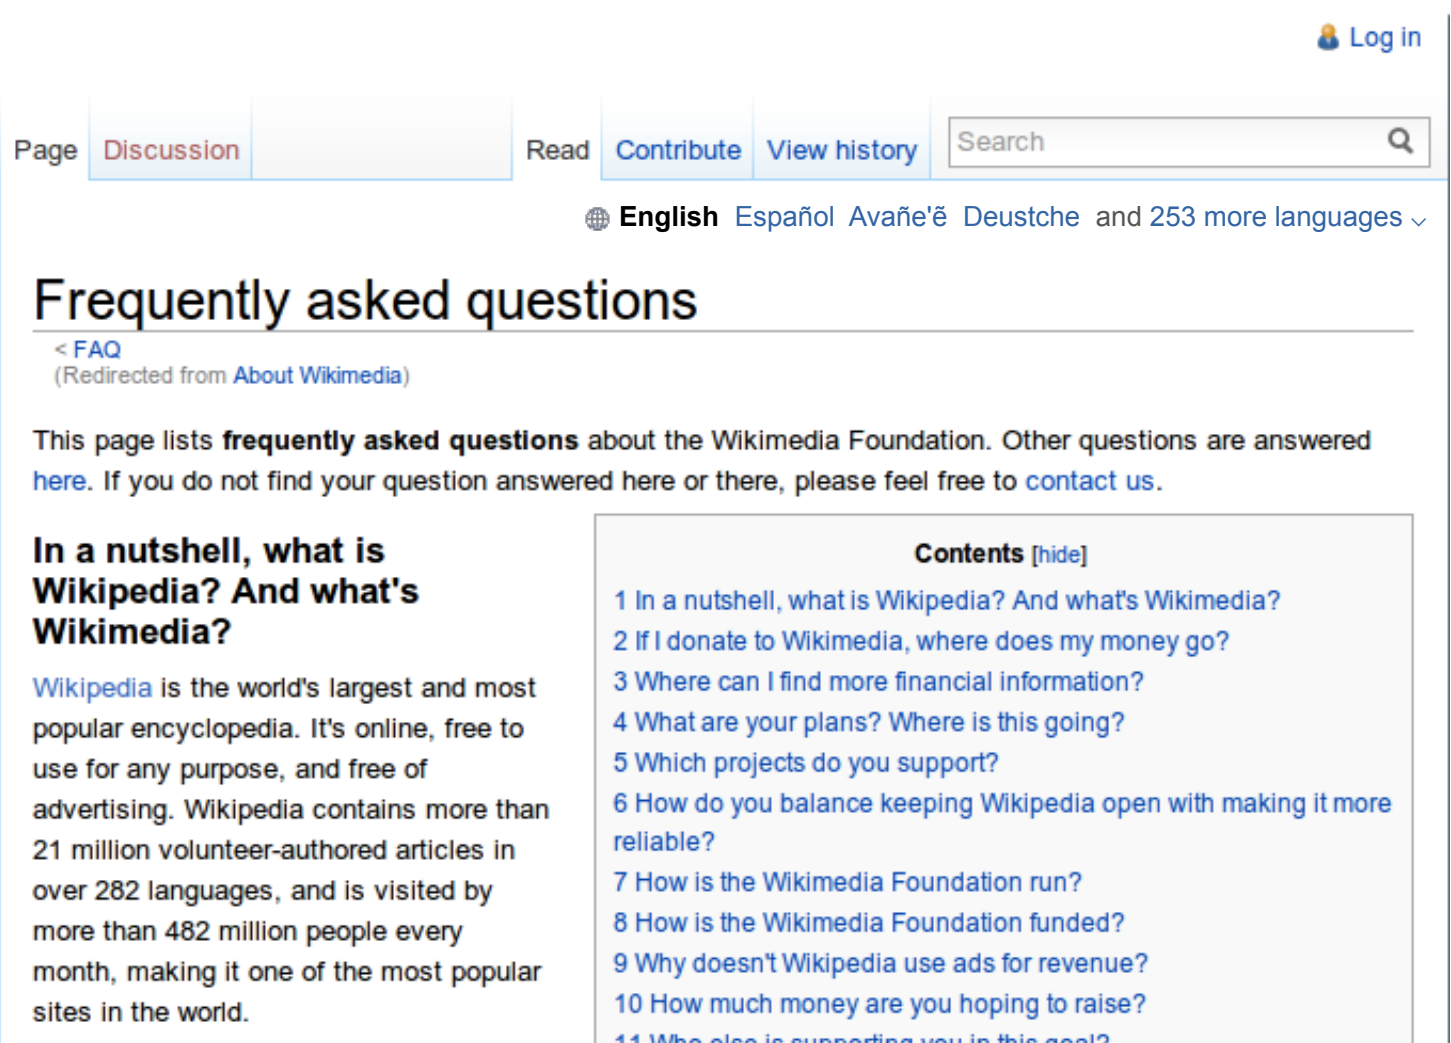 Log in
Page Discussion Read Contribute View history Search
English Español Avañe'ẽ Deustche and 253 more languages
Frequently asked questions
< FAQ
(Redirected from About Wikimedia)
This page lists frequently asked questions about the Wikimedia Foundation. Other questions are answered
here. If you do not find your question answered here or there, please feel free to contact us.
In a nutshell, what is
Wikipedia? And what's
Wikimedia?
Wikipedia is the world's largest and most
popular encyclopedia. It's online, free to
use for any purpose, and free of
advertising. Wikipedia contains more than
21 million volunteer-authored articles in
over 282 languages, and is visited by
more than 482 million people every
month, making it one of the most popular
sites in the world.
Contents [hide]
1 In a nutshell, what is Wikipedia? And what's Wikimedia?
2 If I donate to Wikimedia, where does my money go?
3 Where can I find more financial information?
4 What are your plans? Where is this going?
5 Which projects do you support?
6 How do you balance keeping Wikipedia open with making it more
reliable?
7 How is the Wikimedia Foundation run?
8 How is the Wikimedia Foundation funded?
9 Why doesn't Wikipedia use ads for revenue?
10 How much money are you hoping to raise?
11 Who else is supporting you in this goal?